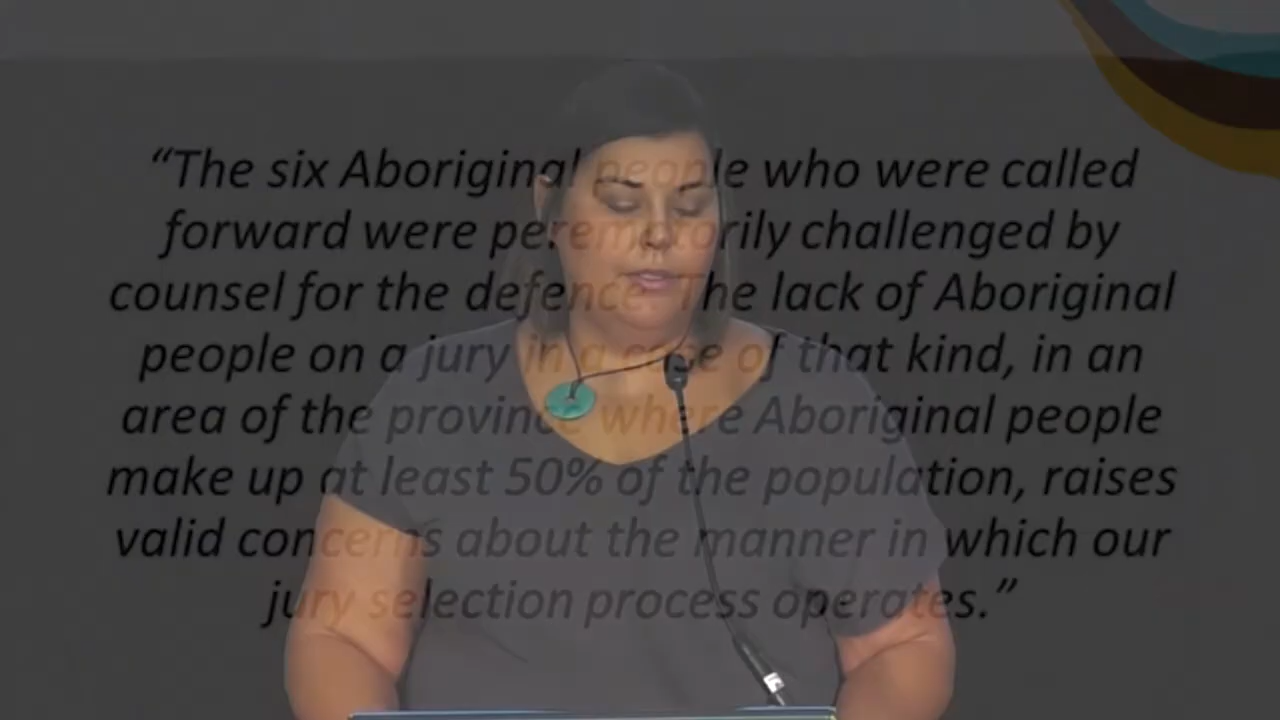 “The six Aboriginal people who were called
forward were peremptorily challenged by
counsel for the defence. The lack of Aboriginal
people on a jury in a case of that kind, in an
area of the province where Aboriginal people
make up at least 50% of the population, raises
valid concerns about the manner in which our
jury selection process operates.”